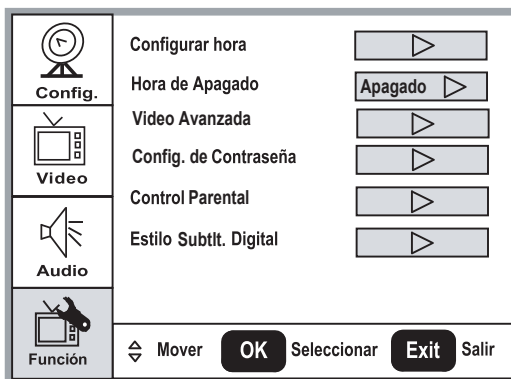 Config.
Video
Audio
Función
Configurar hora
Hora de Apagado
Apagado
Video Avanzada
Config. de Contraseña
Control Parental
Estilo Subtlt. Digital
Mover OK Seleccionar Exit Salir